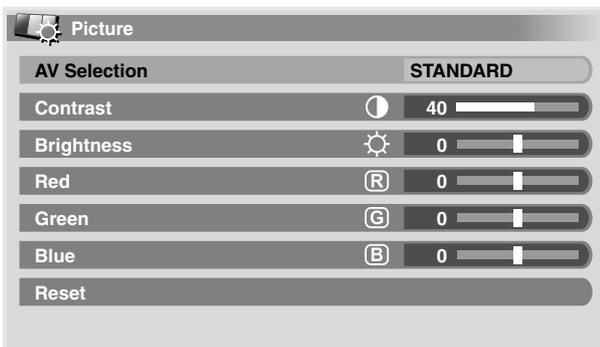 Picture
AV Selection STANDARD
Contrast 40
Brightness 0
Red R 0
Green G 0
Blue B 0
Reset